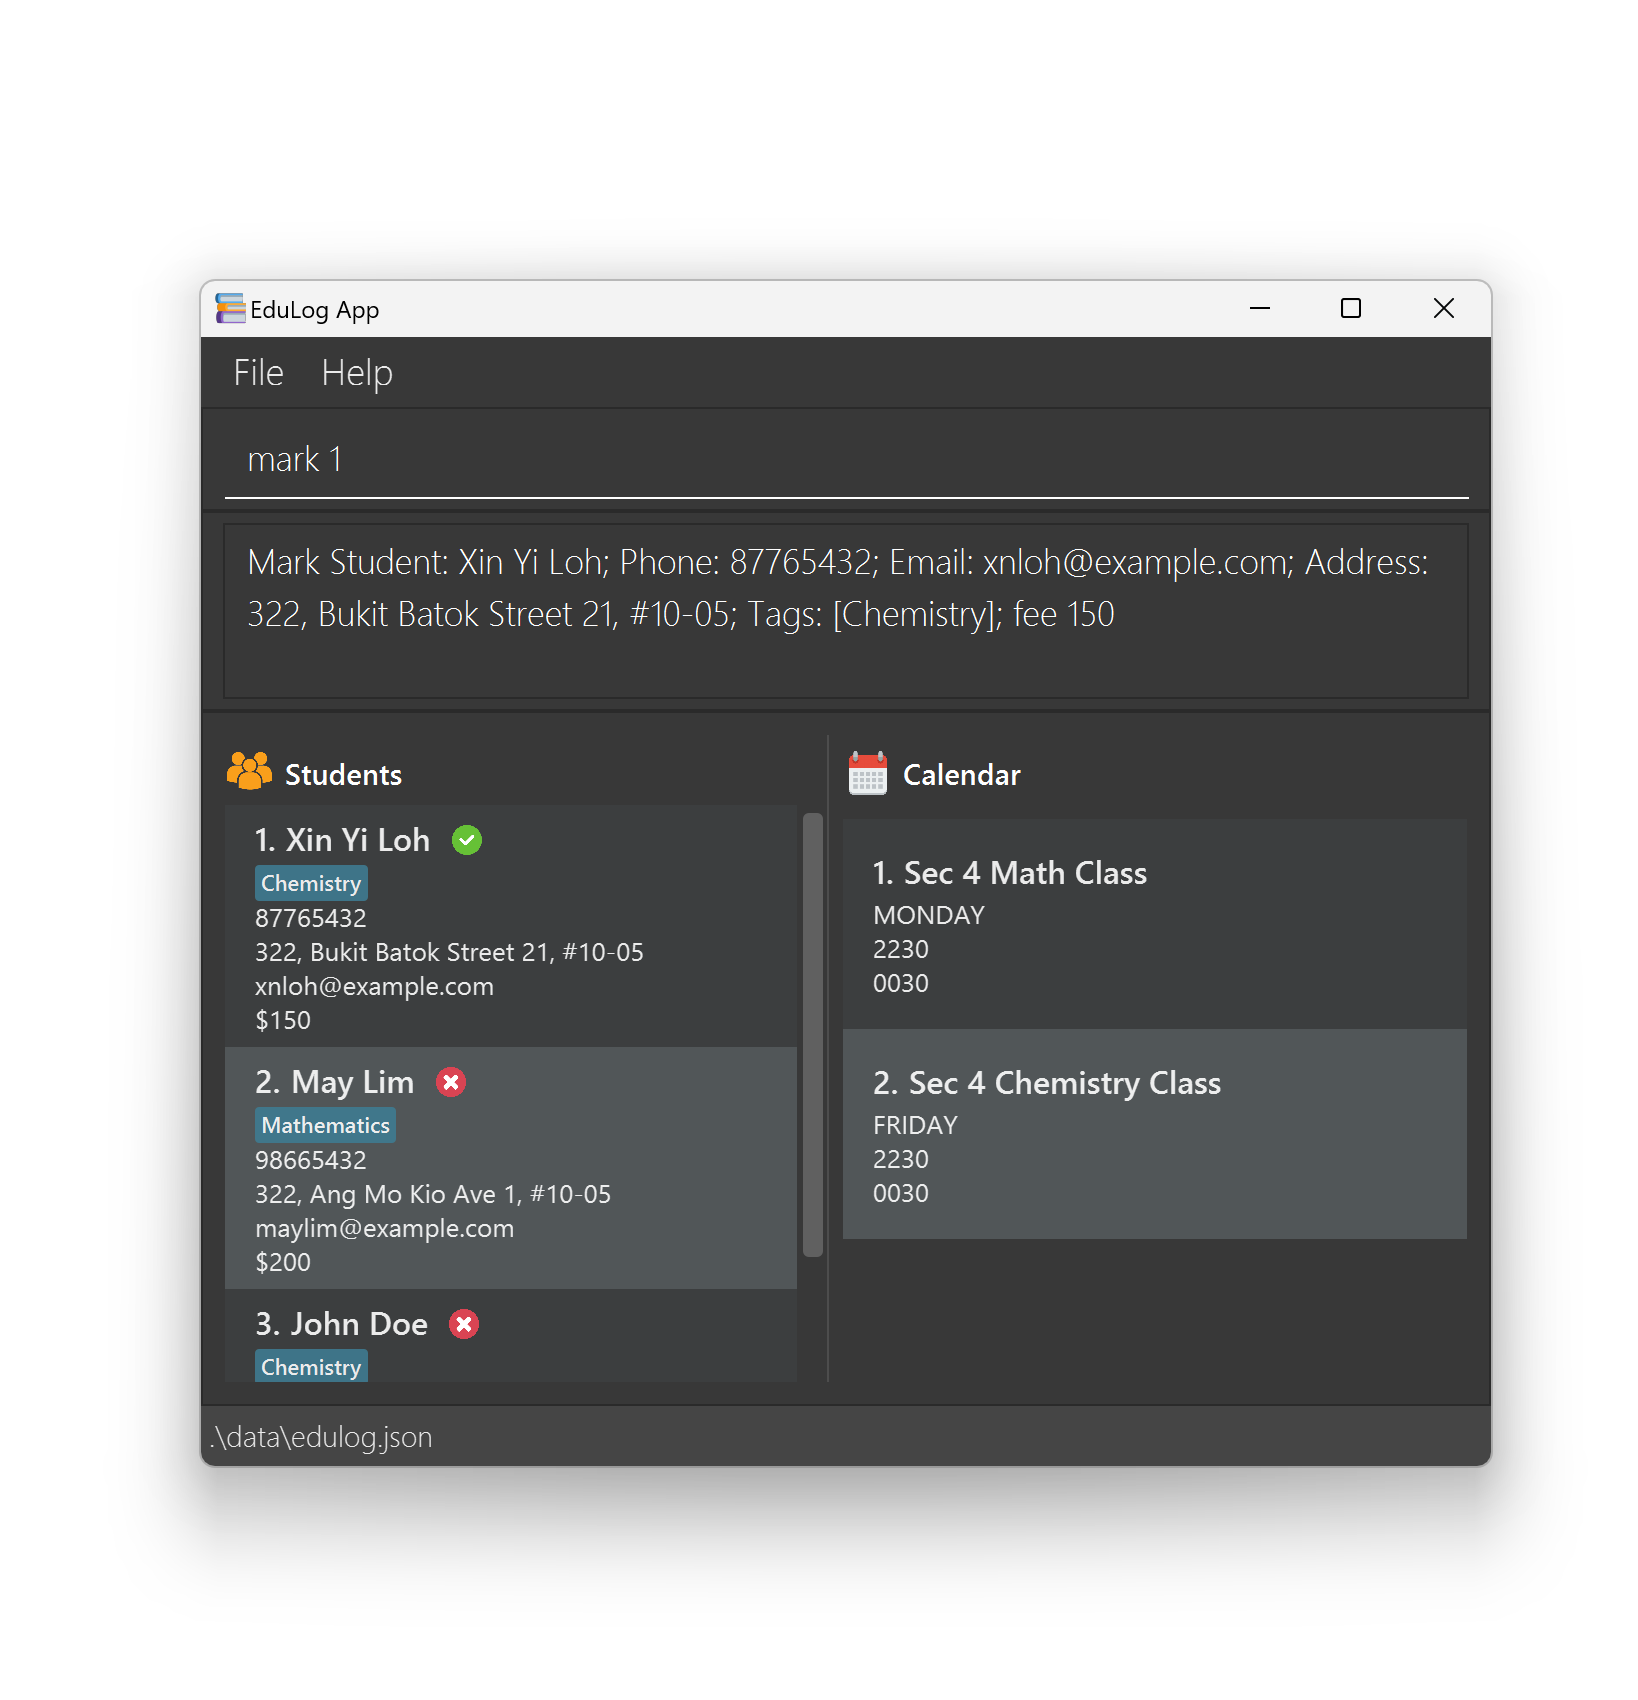 EduLog App
File Help
mark 1
Mark Student: Xin Yi Loh; Phone: 87765432; Email: xnloh@example.com; Address:
322, Bukit Batok Street 21, #10-05; Tags: [Chemistry]; fee 150
Students
1. Xin Yi Loh
Chemistry
87765432
322, Bukit Batok Street 21, #10-05
xnloh@example.com
$150
2. May Lim
Mathematics
98665432
322, Ang Mo Kio Ave 1, #10-05
maylim@example.com
$200
3. John Doe
Chemistry
Calendar
1. Sec 4 Math Class
MONDAY
2230
0030
2. Sec 4 Chemistry Class
FRIDAY
2230
0030
.\data\edulog.json